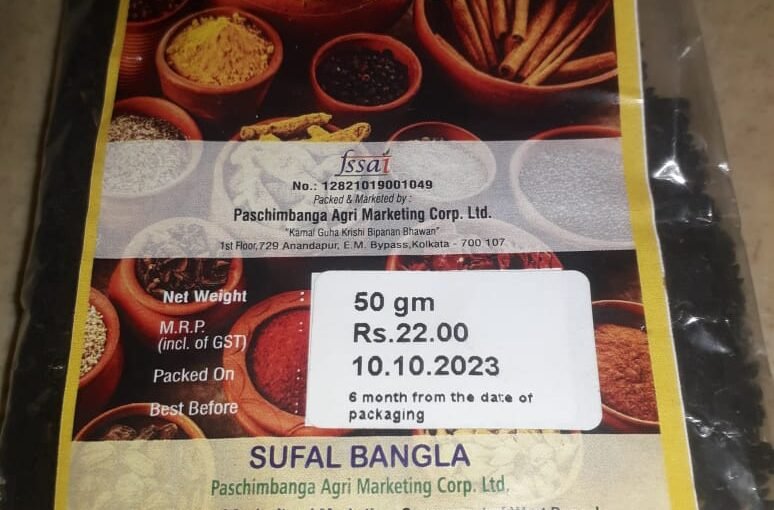 fssai
No.: 12821019001049
Packed & Marketed by :
Paschimbanga Agri Marketing Corp. Ltd.
"Kamal Guha Krishi Bipanan Bhawan"
1st Floor,729 Anandapur, E.M. Bypass,Kolkata - 700 107
Net Weight : 50 gm
M.R.P. : Rs.22.00
(incl. of GST)
Packed On : 10.10.2023
Best Before : 6 month from the date of
packaging
SUFAL BANGLA
Paschimbanga Agri Marketing Corp. Ltd.